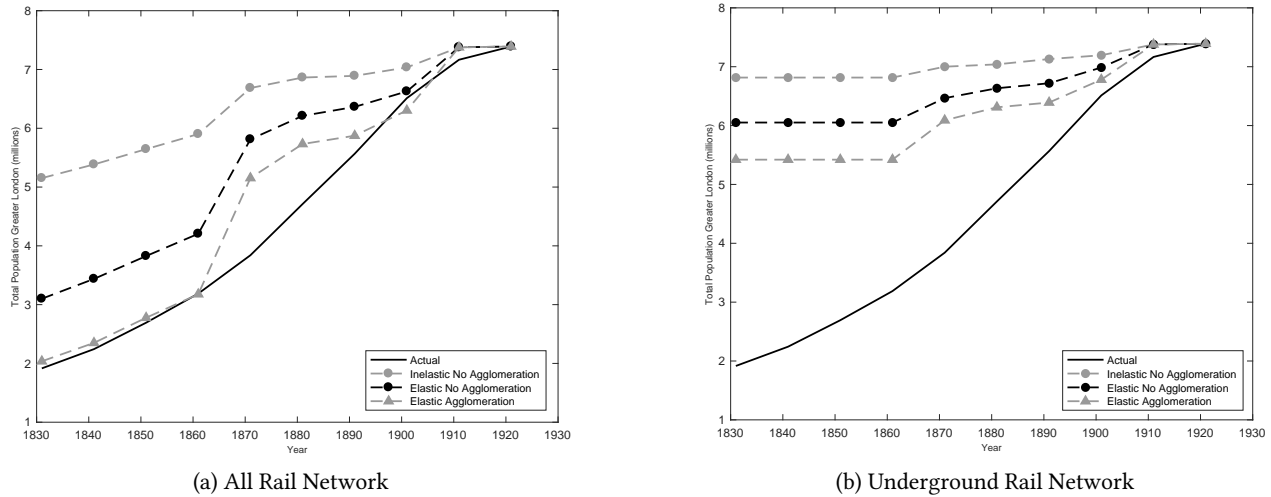 8
7
6
5
4
3
2
1
Total Population Greater London (millions)
1830 1840 1850 1860 1870 1880 1890 1900 1910 1920 1930
Year
Actual
Inelastic No Agglomeration
Elastic No Agglomeration
Elastic Agglomeration
(a) All Rail Network
8
7
6
5
4
3
2
1
Total Population Greater London (millions)
1830 1840 1850 1860 1870 1880 1890 1900 1910 1920 1930
Year
Actual
Inelastic No Agglomeration
Elastic No Agglomeration
Elastic Agglomeration
(b) Underground Rail Network